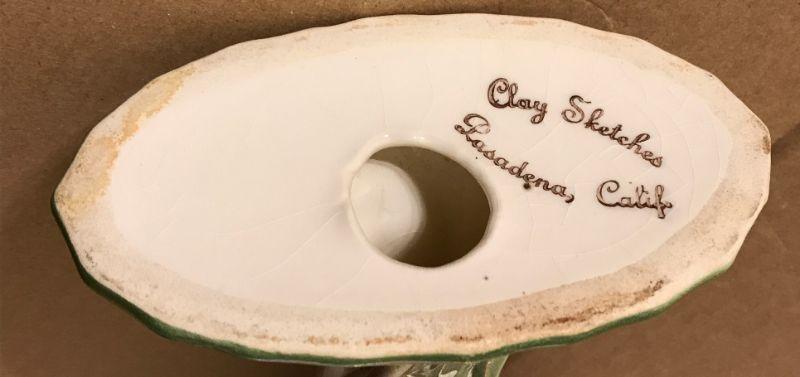 Clay Sketches
Pasadena, Calif.